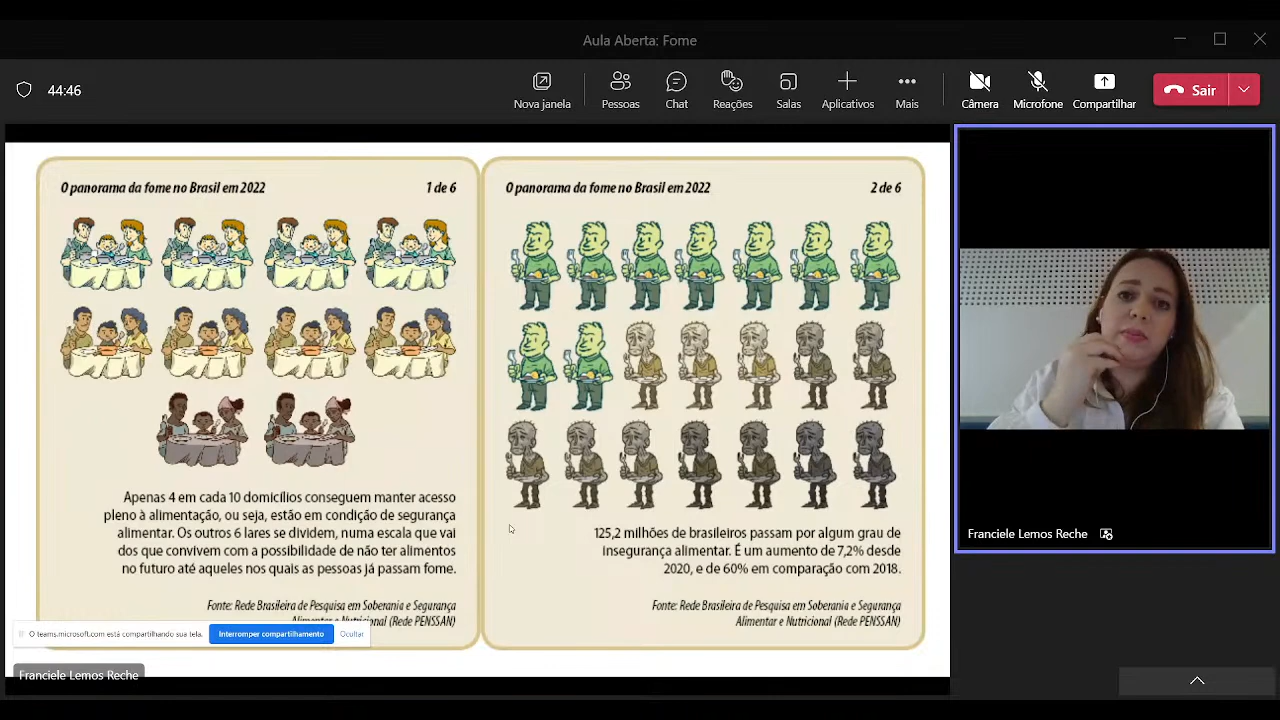 Aula Aberta: Fome
44:46
Nova janela
Pessoas
Chat
Reações
Salas
Aplicativos
Mais
Câmera
Microfone
Compartilhar
Sair
O panorama da fome no Brasil em 2022
1 de 6
Apenas 4 em cada 10 domicílios conseguem manter acesso
pleno à alimentação, ou seja, estão em condição de segurança
alimentar. Os outros 6 lares se dividem, numa escala que vai
dos que convivem com a possibilidade de não ter alimentos
no futuro até aqueles nos quais as pessoas já passam fome.
Fonte: Rede Brasileira de Pesquisa em Soberania e Segurança
Alimentar e Nutricional (Rede PENSSAN)
O panorama da fome no Brasil em 2022
2 de 6
125,2 milhões de brasileiros passam por algum grau de
insegurança alimentar. É um aumento de 7,2% desde
2020, e de 60% em comparação com 2018.
Fonte: Rede Brasileira de Pesquisa em Soberania e Segurança
Alimentar e Nutricional (Rede PENSSAN)
O teams.microsoft.com está compartilhando sua tela.
Interromper compartilhamento
Ocultar
Franciele Lemos Reche
Franciele Lemos Reche